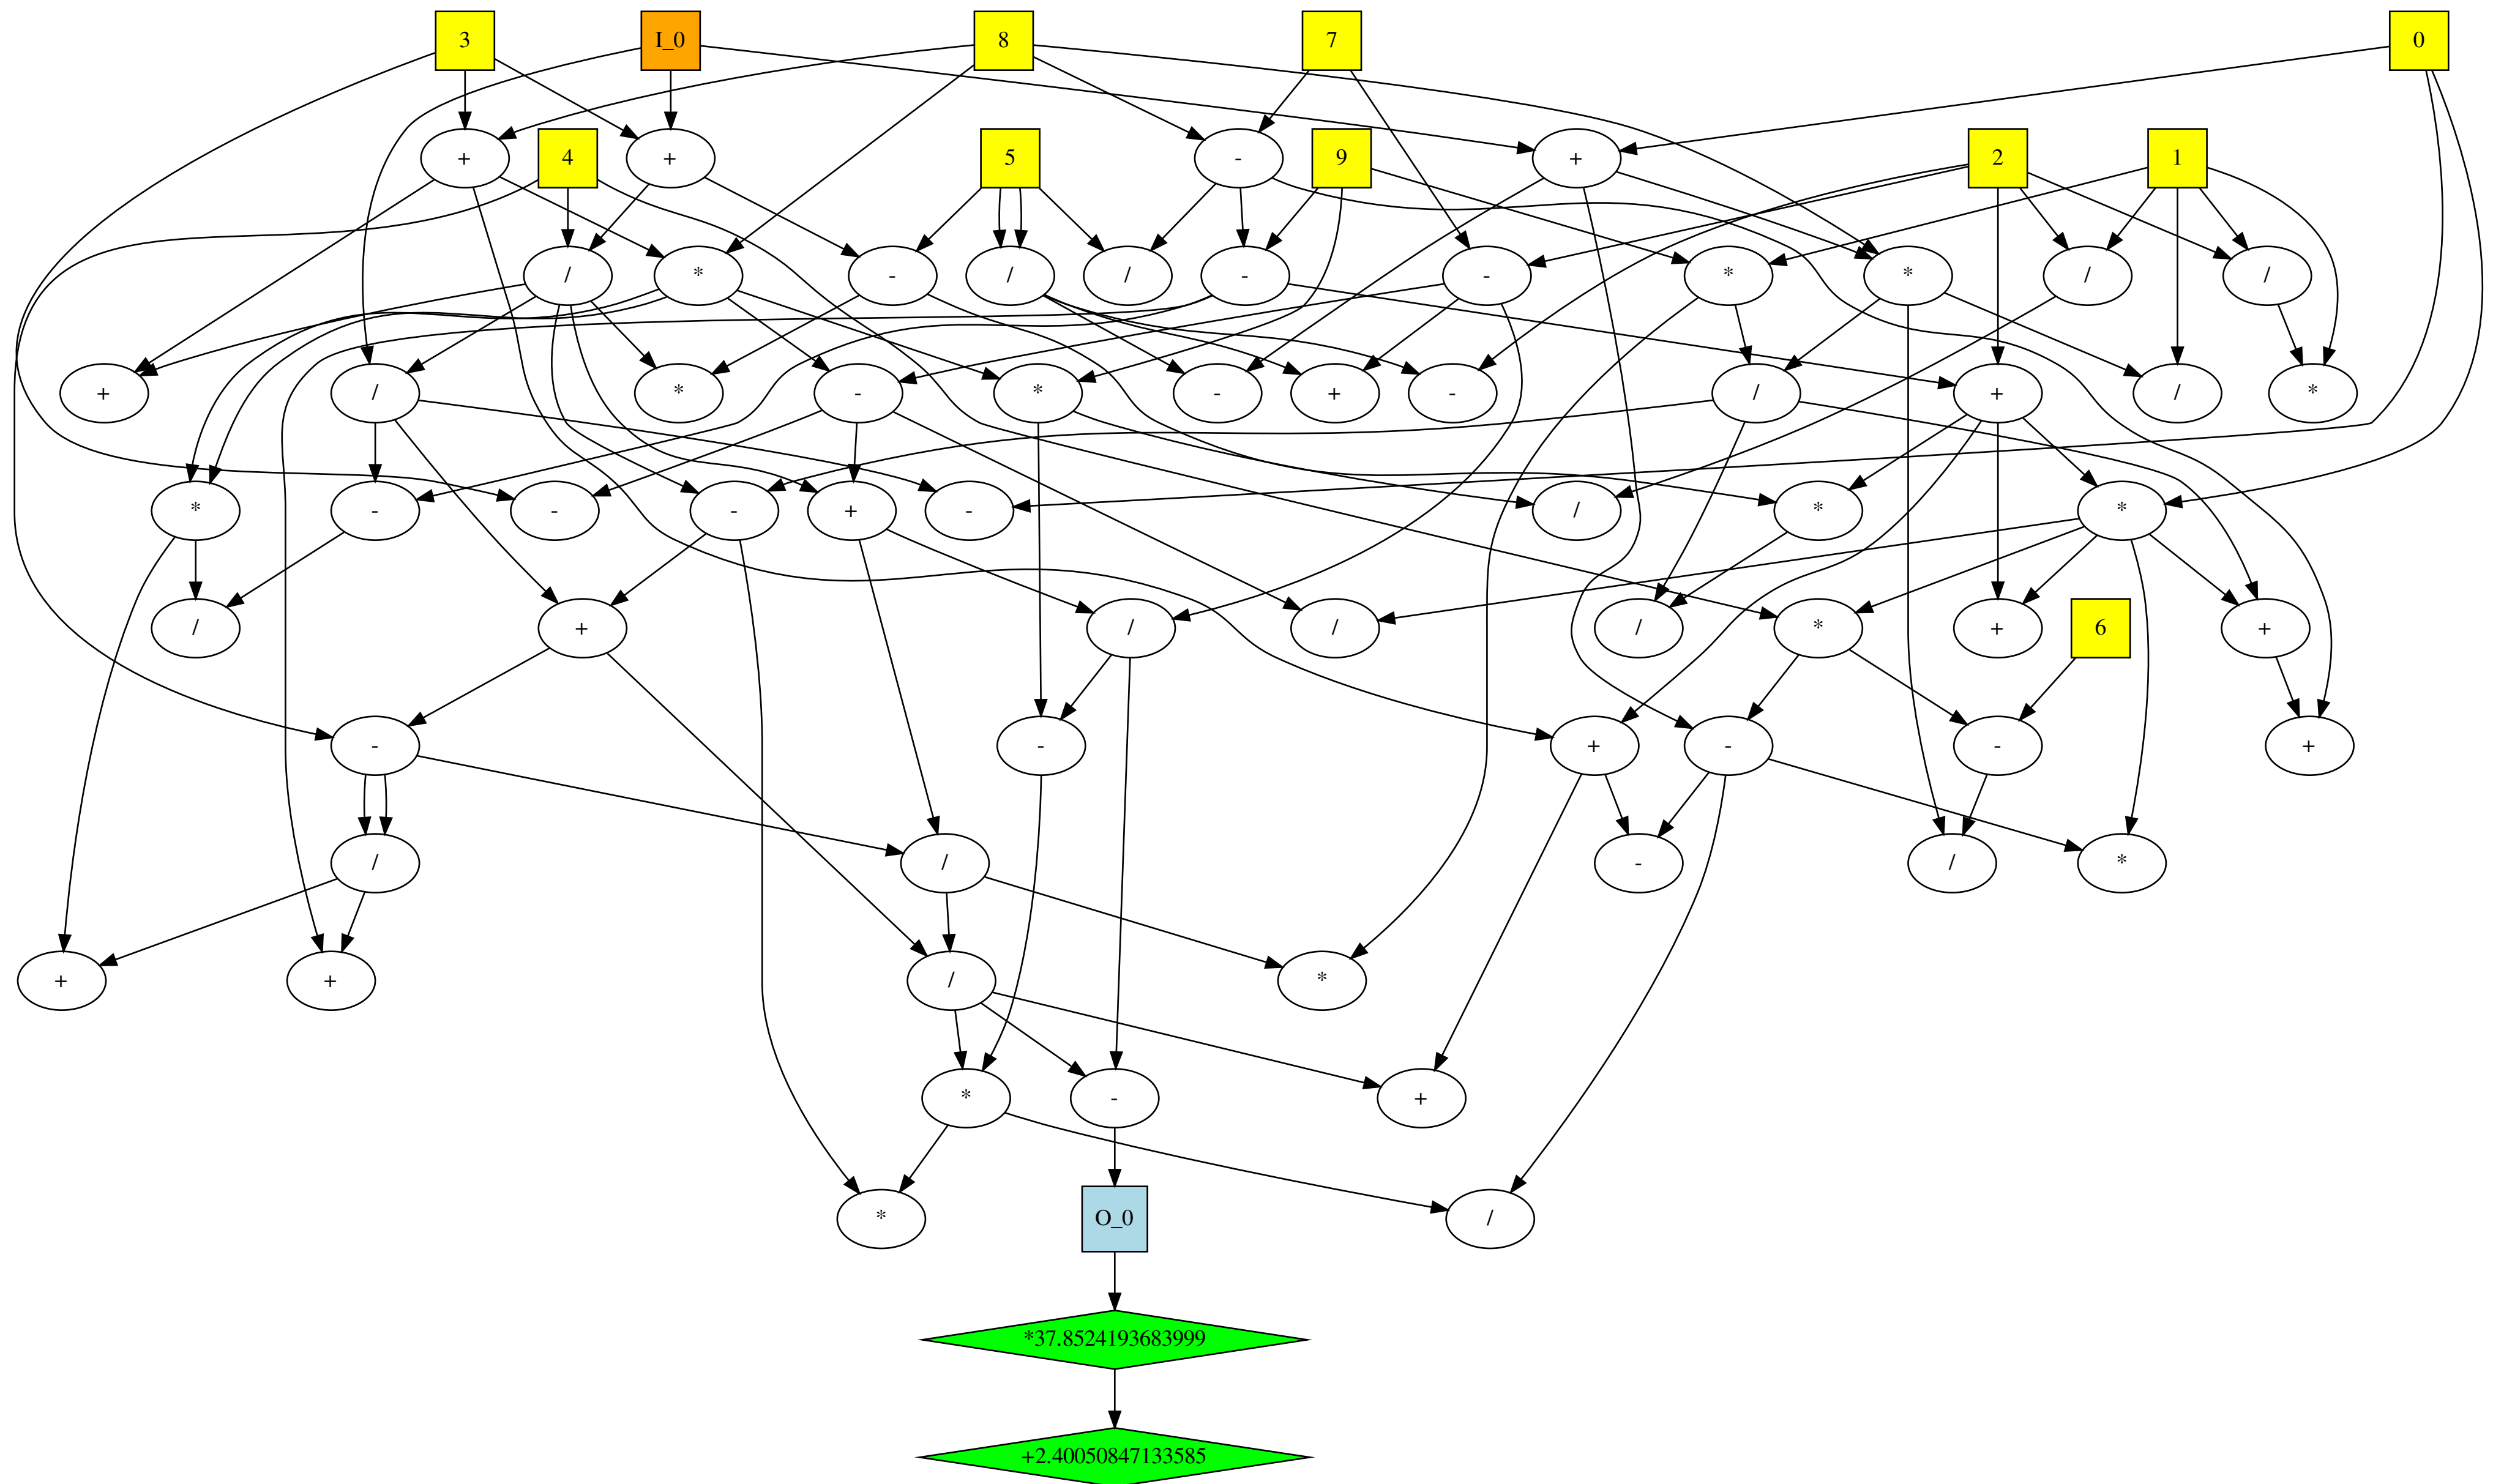 3 I_0 8 7 0
+ 4 + 5 - 9 + 2 1
/ * - / / - - * * / /
+ / * - * - + - / + / *
* - - - + - / * *
/ + / / / * + 6 +
- - + - - +
/ / - / *
+ + / *
* - +
* O_0 /
*37.8524193683999
+2.40050847133585